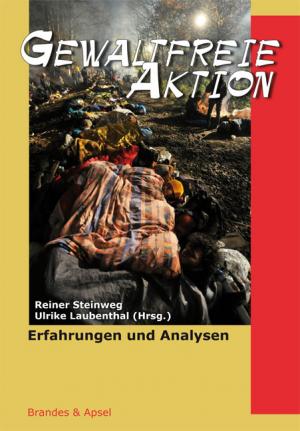 GEWALTFREIE
AKTION
Reiner Steinweg
Ulrike Laubenthal (Hrsg.)
Erfahrungen und Analysen
Brandes & Apsel